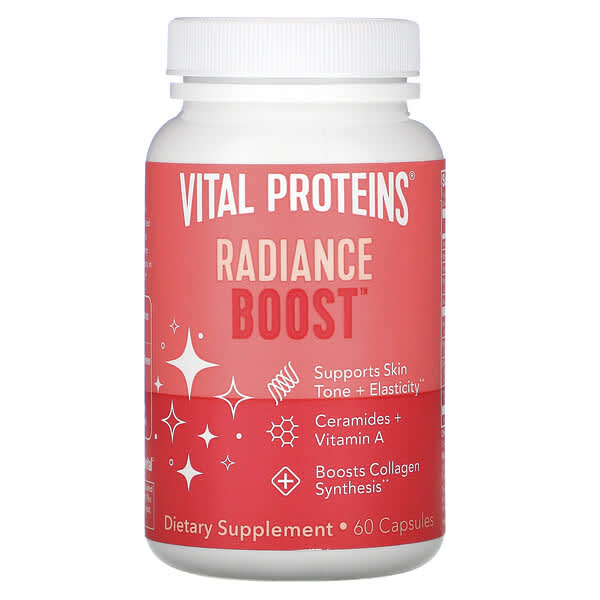 VITAL PROTEINS®
RADIANCE
BOOST™
Supports Skin
Tone + Elasticity**
Ceramides +
Vitamin A
Boosts Collagen
Synthesis**
Dietary Supplement • 60 Capsules